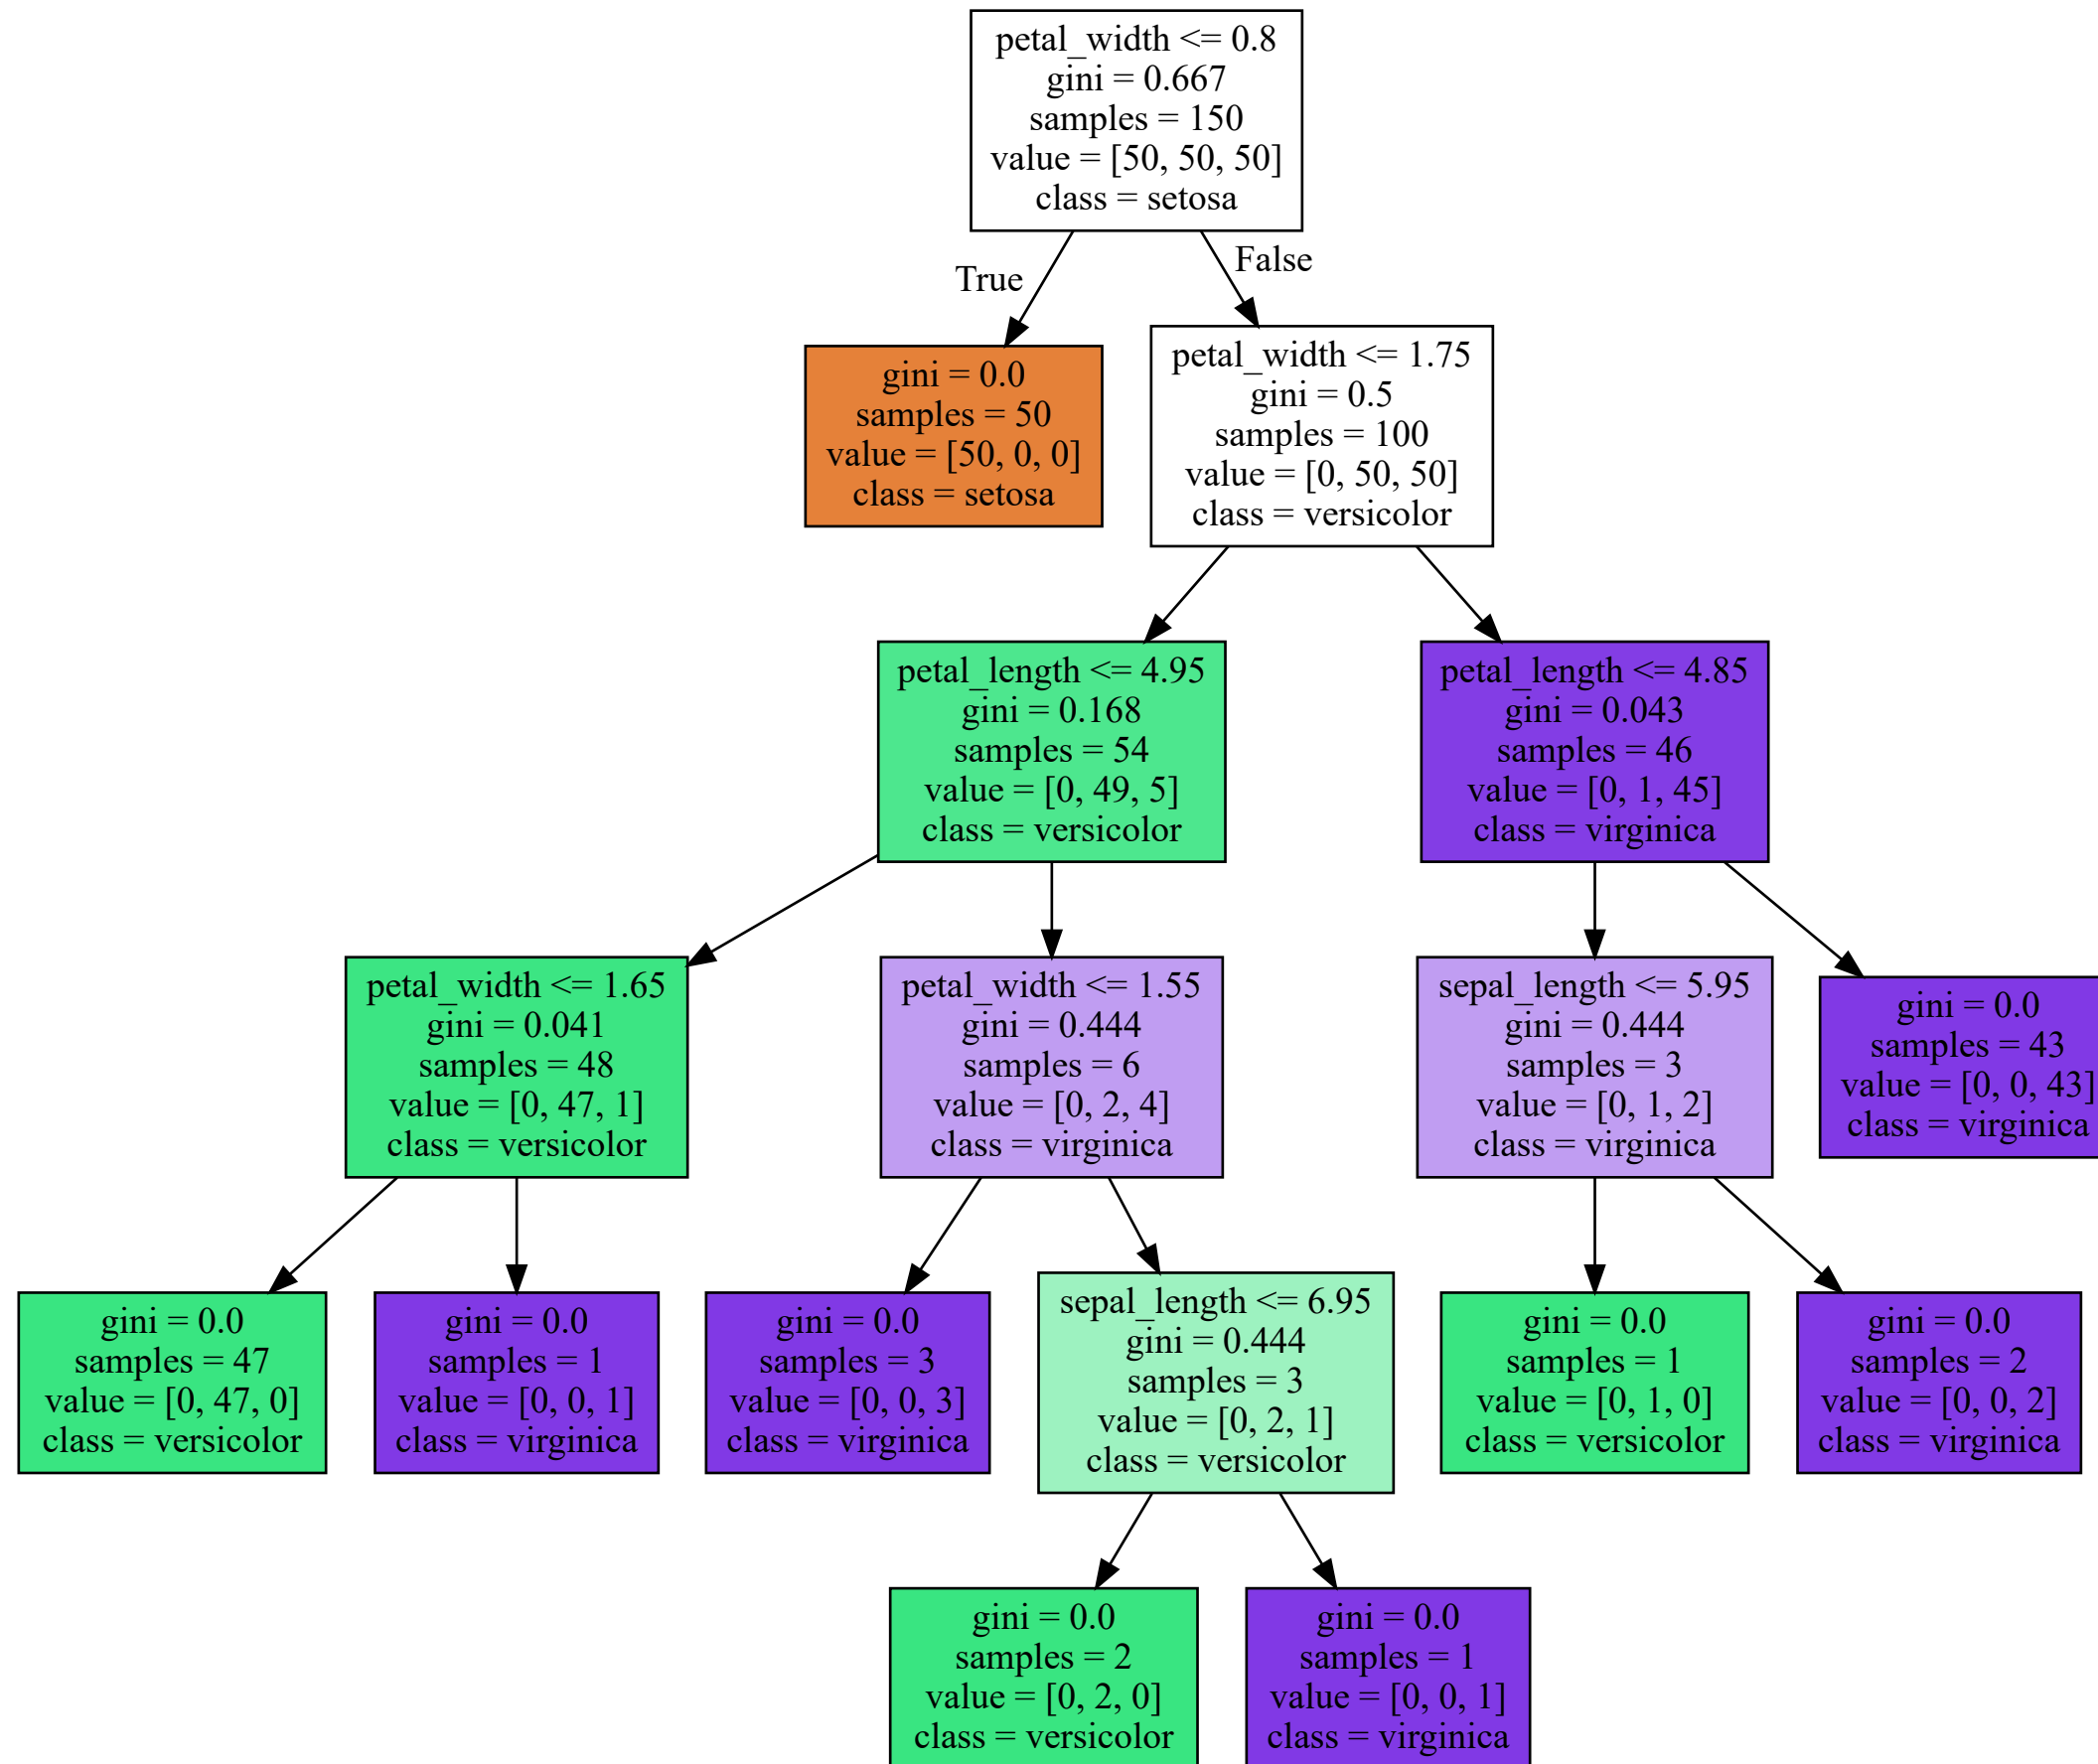 petal_width <= 0.8
gini = 0.667
samples = 150
value = [50, 50, 50]
class = setosa
True
False
gini = 0.0
samples = 50
value = [50, 0, 0]
class = setosa
petal_width <= 1.75
gini = 0.5
samples = 100
value = [0, 50, 50]
class = versicolor
petal_length <= 4.95
gini = 0.168
samples = 54
value = [0, 49, 5]
class = versicolor
petal_length <= 4.85
gini = 0.043
samples = 46
value = [0, 1, 45]
class = virginica
petal_width <= 1.65
gini = 0.041
samples = 48
value = [0, 47, 1]
class = versicolor
petal_width <= 1.55
gini = 0.444
samples = 6
value = [0, 2, 4]
class = virginica
sepal_length <= 5.95
gini = 0.444
samples = 3
value = [0, 1, 2]
class = virginica
gini = 0.0
samples = 43
value = [0, 0, 43]
class = virginica
gini = 0.0
samples = 47
value = [0, 47, 0]
class = versicolor
gini = 0.0
samples = 1
value = [0, 0, 1]
class = virginica
gini = 0.0
samples = 3
value = [0, 0, 3]
class = virginica
sepal_length <= 6.95
gini = 0.444
samples = 3
value = [0, 2, 1]
class = versicolor
gini = 0.0
samples = 1
value = [0, 1, 0]
class = versicolor
gini = 0.0
samples = 2
value = [0, 0, 2]
class = virginica
gini = 0.0
samples = 2
value = [0, 2, 0]
class = versicolor
gini = 0.0
samples = 1
value = [0, 0, 1]
class = virginica